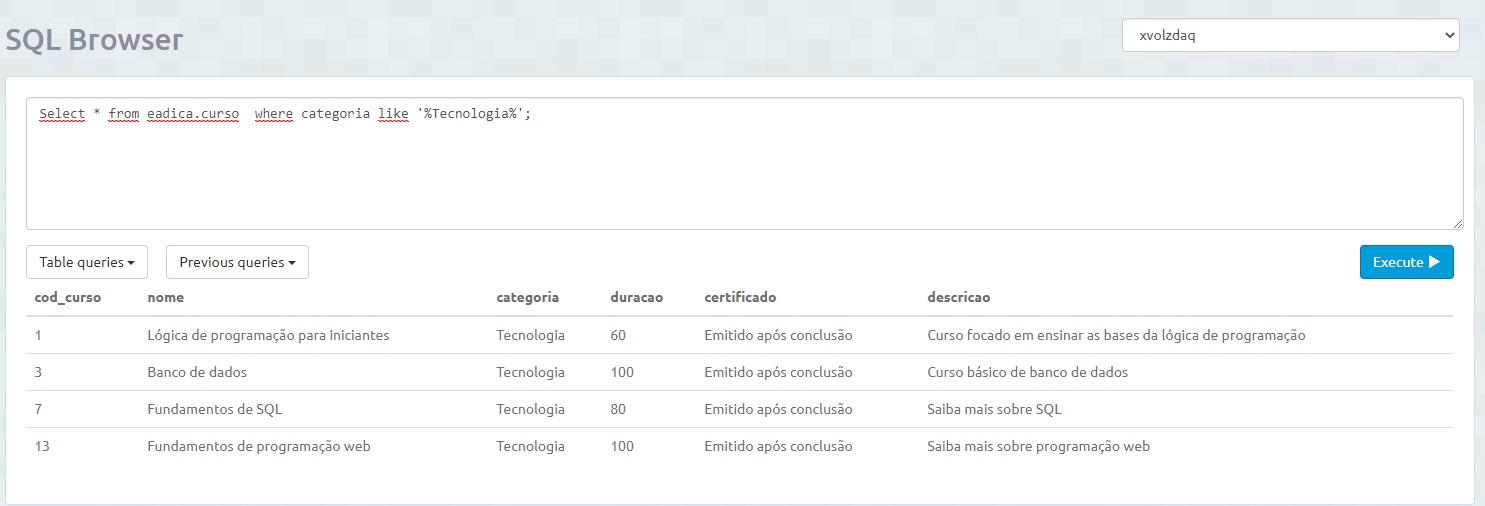 SQL Browser
xvolzdaq
Select * from eadica.curso  where categoria like '%Tecnologia%';
Table queries Previous queries Execute
cod_curso nome categoria duracao certificado descricao
1 Lógica de programação para iniciantes Tecnologia 60 Emitido após conclusão Curso focado em ensinar as bases da lógica de programação
3 Banco de dados Tecnologia 100 Emitido após conclusão Curso básico de banco de dados
7 Fundamentos de SQL Tecnologia 80 Emitido após conclusão Saiba mais sobre SQL
13 Fundamentos de programação web Tecnologia 100 Emitido após conclusão Saiba mais sobre programação web